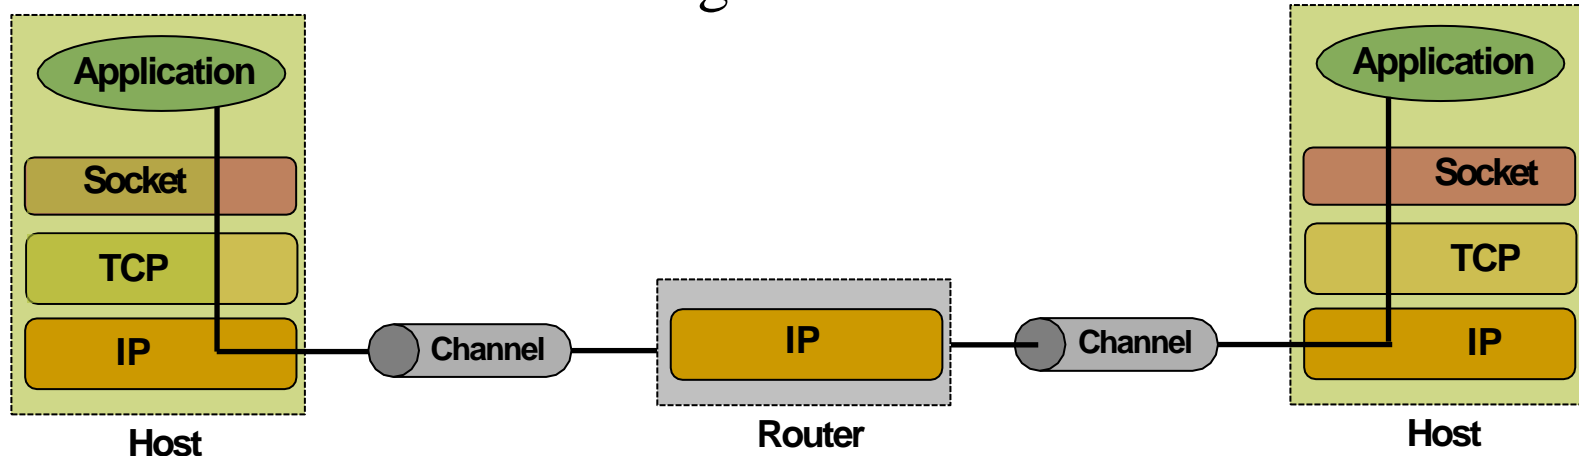 g
Application
Socket
TCP
IP
Host
Channel
IP
Router
Channel
Application
Socket
TCP
IP
Host